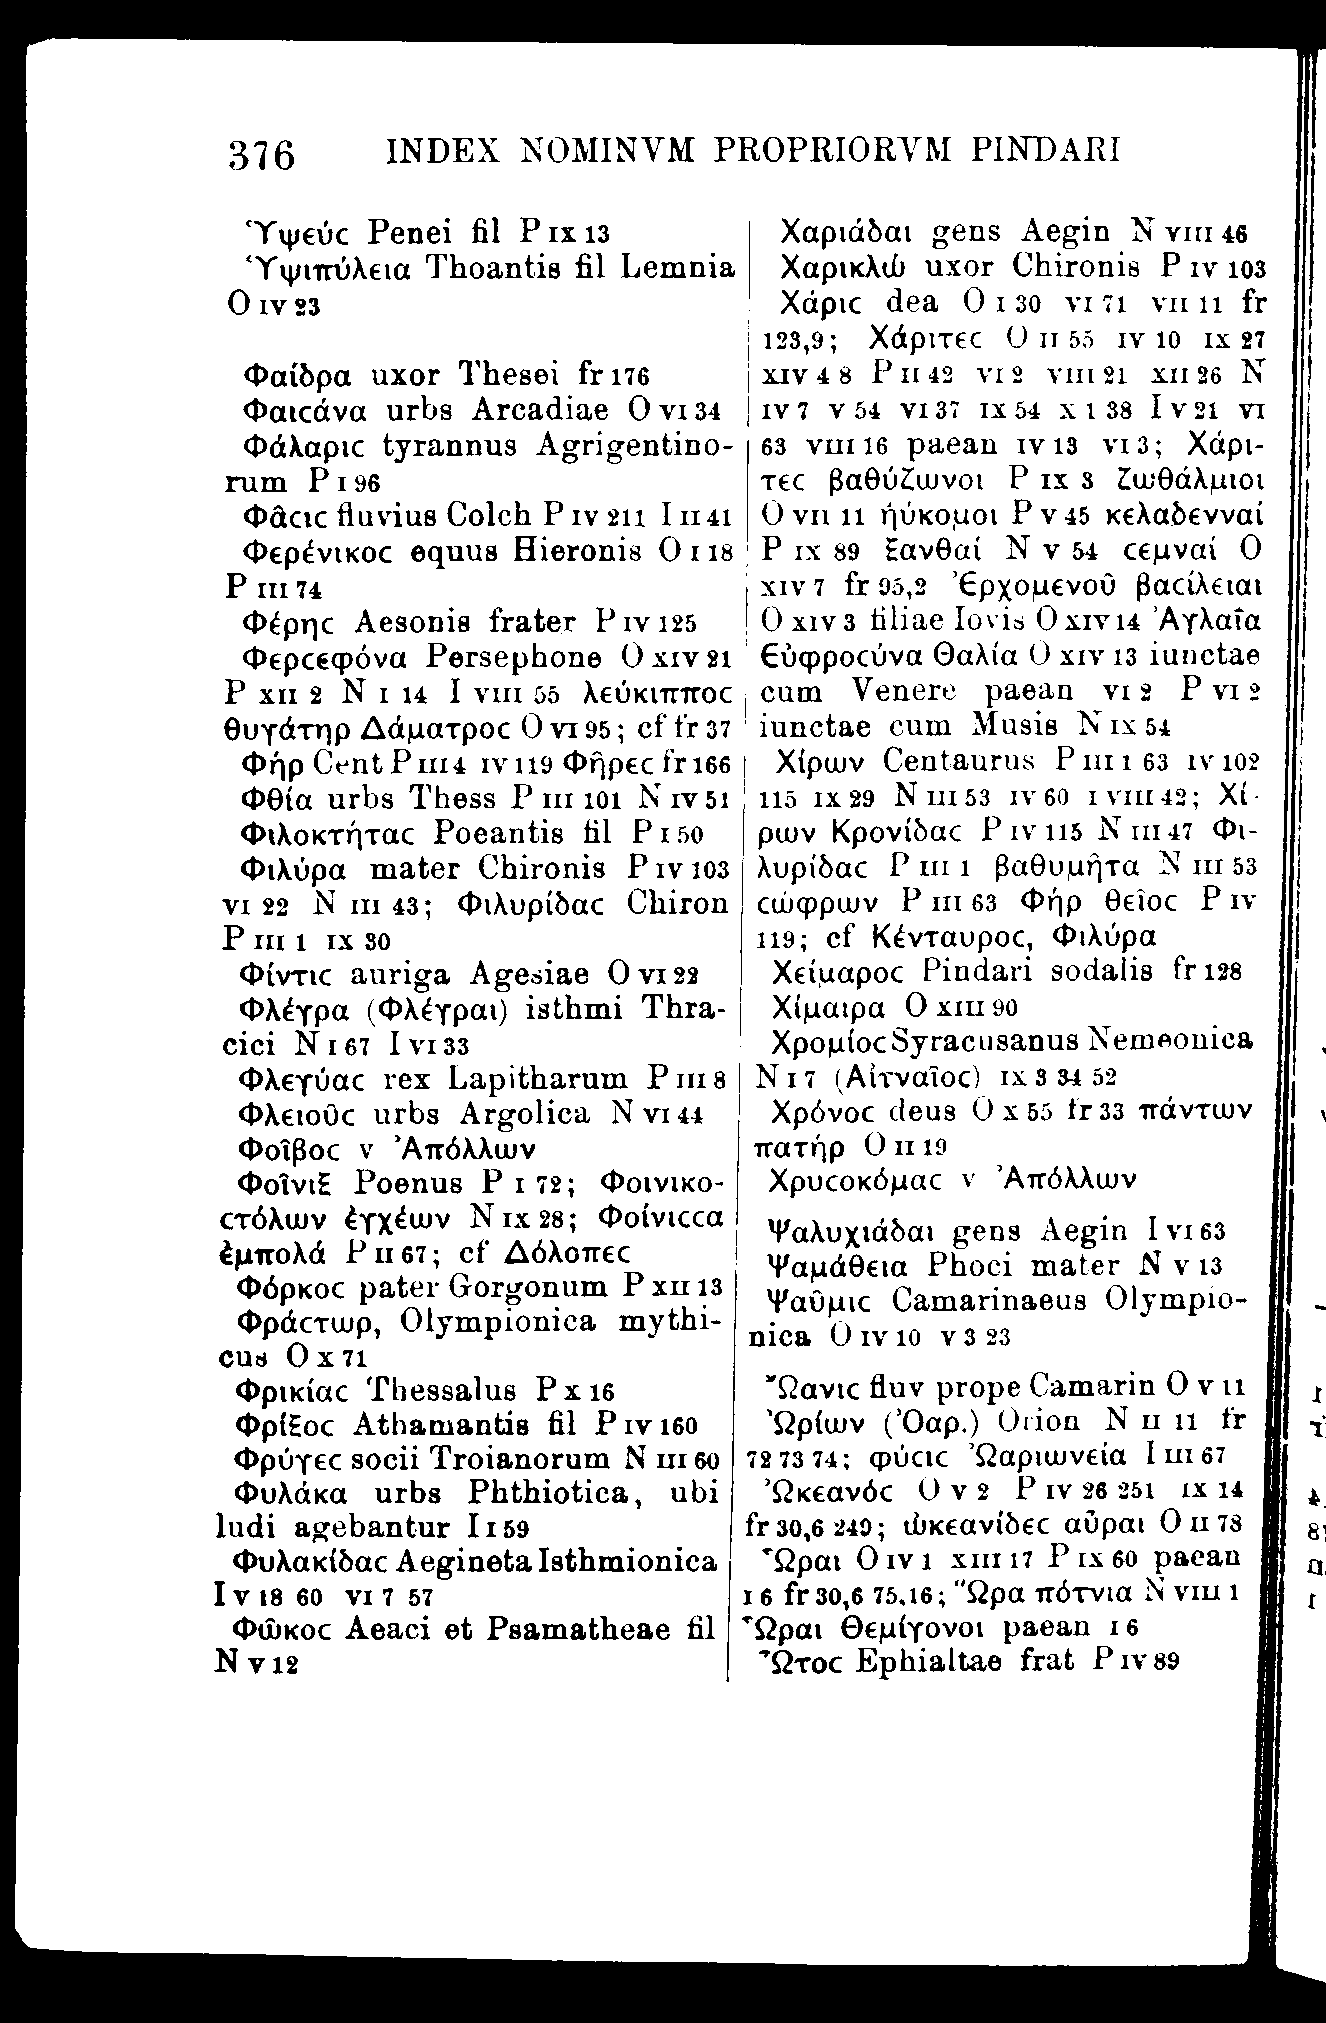 376 INDEX NOMINVM PROPRIORVM PINDARI
Ὑψεύϲ Penei fil P IX 13
Ὑψιπύλεια Thoantis fil Lemnia
O IV 23
Φαίδρα uxor Thesei fr 176
Φαιϲάνα urbs Arcadiae O VI 34
Φάλαριϲ tyrannus Agrigentino-
rum P I 96
Φᾶϲιϲ fluvius Colch P IV 211 I II 41
Φερένικοϲ equus Hieronis O I 18
P III 74
Φέρηϲ Aesonis frater P IV 125
Φερϲεφόνα Persephone O XIV 21
P XII 2 N I 14 I VIII 55 λεύκιπποϲ
θυγάτηρ Δάματροϲ O VI 95; cf fr 37
Φήρ Cent P III 4 IV 119 Φῆρεϲ fr 166
Φθία urbs Thess P III 101 N IV 51
Φιλοκτήταϲ Poeantis fil P I 50
Φιλύρα mater Chironis P IV 103
VI 22 N III 43; Φιλυρίδαϲ Chiron
P III 1 IX 30
Φίντιϲ auriga Agesiae O VI 22
Φλέγρα (Φλέγραι) isthmi Thra-
cici N I 67 I VI 33
Φλεγύαϲ rex Lapitharum P III 8
Φλειοῦϲ urbs Argolica N VI 44
Φοῖβοϲ v Ἀπόλλων
Φοῖνιξ Poenus P I 72; Φοινικο-
ϲτόλων ἐγχέων N IX 28; Φοίνιϲϲα
ἐμπολά P II 67; cf Δόλοπεϲ
Φόρκοϲ pater Gorgonum P XII 13
Φράϲτωρ, Olympionica mythi-
cus O X 71
Φρικίαϲ Thessalus P X 16
Φρίξοϲ Athamantis fil P IV 160
Φρύγεϲ socii Troianorum N III 60
Φυλάκα urbs Phthiotica, ubi
ludi agebantur I I 59
Φυλακίδαϲ Aegineta Isthmionica
I V 18 60 VI 7 57
Φῶκοϲ Aeaci et Psamatheae fil
N V 12
Χαριάδαι gens Aegin N VIII 46
Χαρικλώ uxor Chironis P IV 103
Χάριϲ dea O I 30 VI 71 VII 11 fr
123,9; Χάριτεϲ O II 55 IV 10 IX 27
XIV 4 8 P II 42 VI 2 VIII 21 XII 26 N
IV 7 V 54 VI 37 IX 54 X 1 38 I V 21 VI
63 VIII 16 paean IV 13 VI 3; Χάρι-
τεϲ βαθύζωνοι P IX 3 ζωθάλμιοι
O VII 11 ἠύκομοι P V 45 κελαδενναί
P IX 89 ξανθαί N V 54 ϲεμναί O
XIV 7 fr 95,2 Ἐρχομενοῦ βαϲίλειαι
O XIV 3 filiae Iovis O XIV 14 Ἀγλαΐα
Εὐφροϲύνα Θαλία O XIV 13 iunctae
cum Venere paean VI 2 P VI 2
iunctae cum Musis N IX 54
Χίρων Centaurus P III 1 63 IV 102
115 IX 29 N III 53 IV 60 I VIII 42; Χί-
ρων Κρονίδαϲ P IV 115 N III 47 Φι-
λυρίδαϲ P III 1 βαθυμῆτα N III 53
ϲώφρων P III 63 Φήρ θεῖοϲ P IV
119; cf Κένταυροϲ, Φιλύρα
Χείμαροϲ Pindari sodalis fr 128
Χίμαιρα O XIII 90
Χρομίοϲ Syracusanus Nemeonica
N I 7 (Αἰτναῖοϲ) IX 3 34 52
Χρόνοϲ deus O X 55 fr 33 πάντων
πατήρ O II 19
Χρυϲοκόμαϲ v Ἀπόλλων
Ψαλυχιάδαι gens Aegin I VI 63
Ψαμάθεια Phoci mater N V 13
Ψαῦμιϲ Camarinaeus Olympio-
nica O IV 10 V 3 23
Ὤανιϲ fluv prope Camarin O V 11
Ὠρίων (Ὀαρ.) Orion N II 11 fr
72 73 74; φύϲιϲ Ὠαριωνεία I III 67
Ὠκεανόϲ O V 2 P IV 26 251 IX 14
fr 30,6 249; ὠκεανίδεϲ αὖραι O II 78
Ὧραι O IV 1 XIII 17 P IX 60 paean
I 6 fr 30,6 75,16; Ὥρα πότνια N VIII 1
Ὧραι Θεμίγονοι paean I 6
Ὦτοϲ Ephialtae frat P IV 89